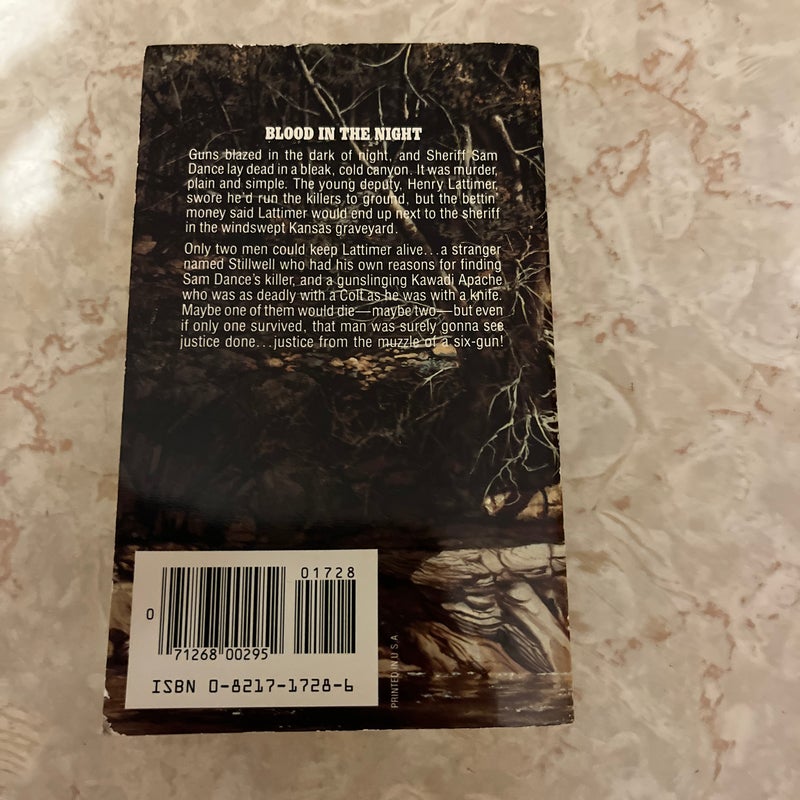 BLOOD IN THE NIGHT
Guns blazed in the dark of night, and Sheriff Sam
Dance lay dead in a bleak, cold canyon. It was murder,
plain and simple. The young deputy, Henry Lattimer,
swore he'd run the killers to ground, but the bettin'
money said Lattimer would end up next to the sheriff
in the windswept Kansas graveyard.
Only two men could keep Lattimer alive...a stranger
named Stillwell who had his own reasons for finding
Sam Dance's killer, and a gunslinging Kawadi Apache
who was as deadly with a Colt as he was with a knife.
Maybe one of them would die—maybe two—but even
if only one survived, that man was surely gonna see
justice done...justice from the muzzle of a six-gun!
01728
0
71268 00295
ISBN 0-8217-1728-6
PRINTED IN U.S.A.